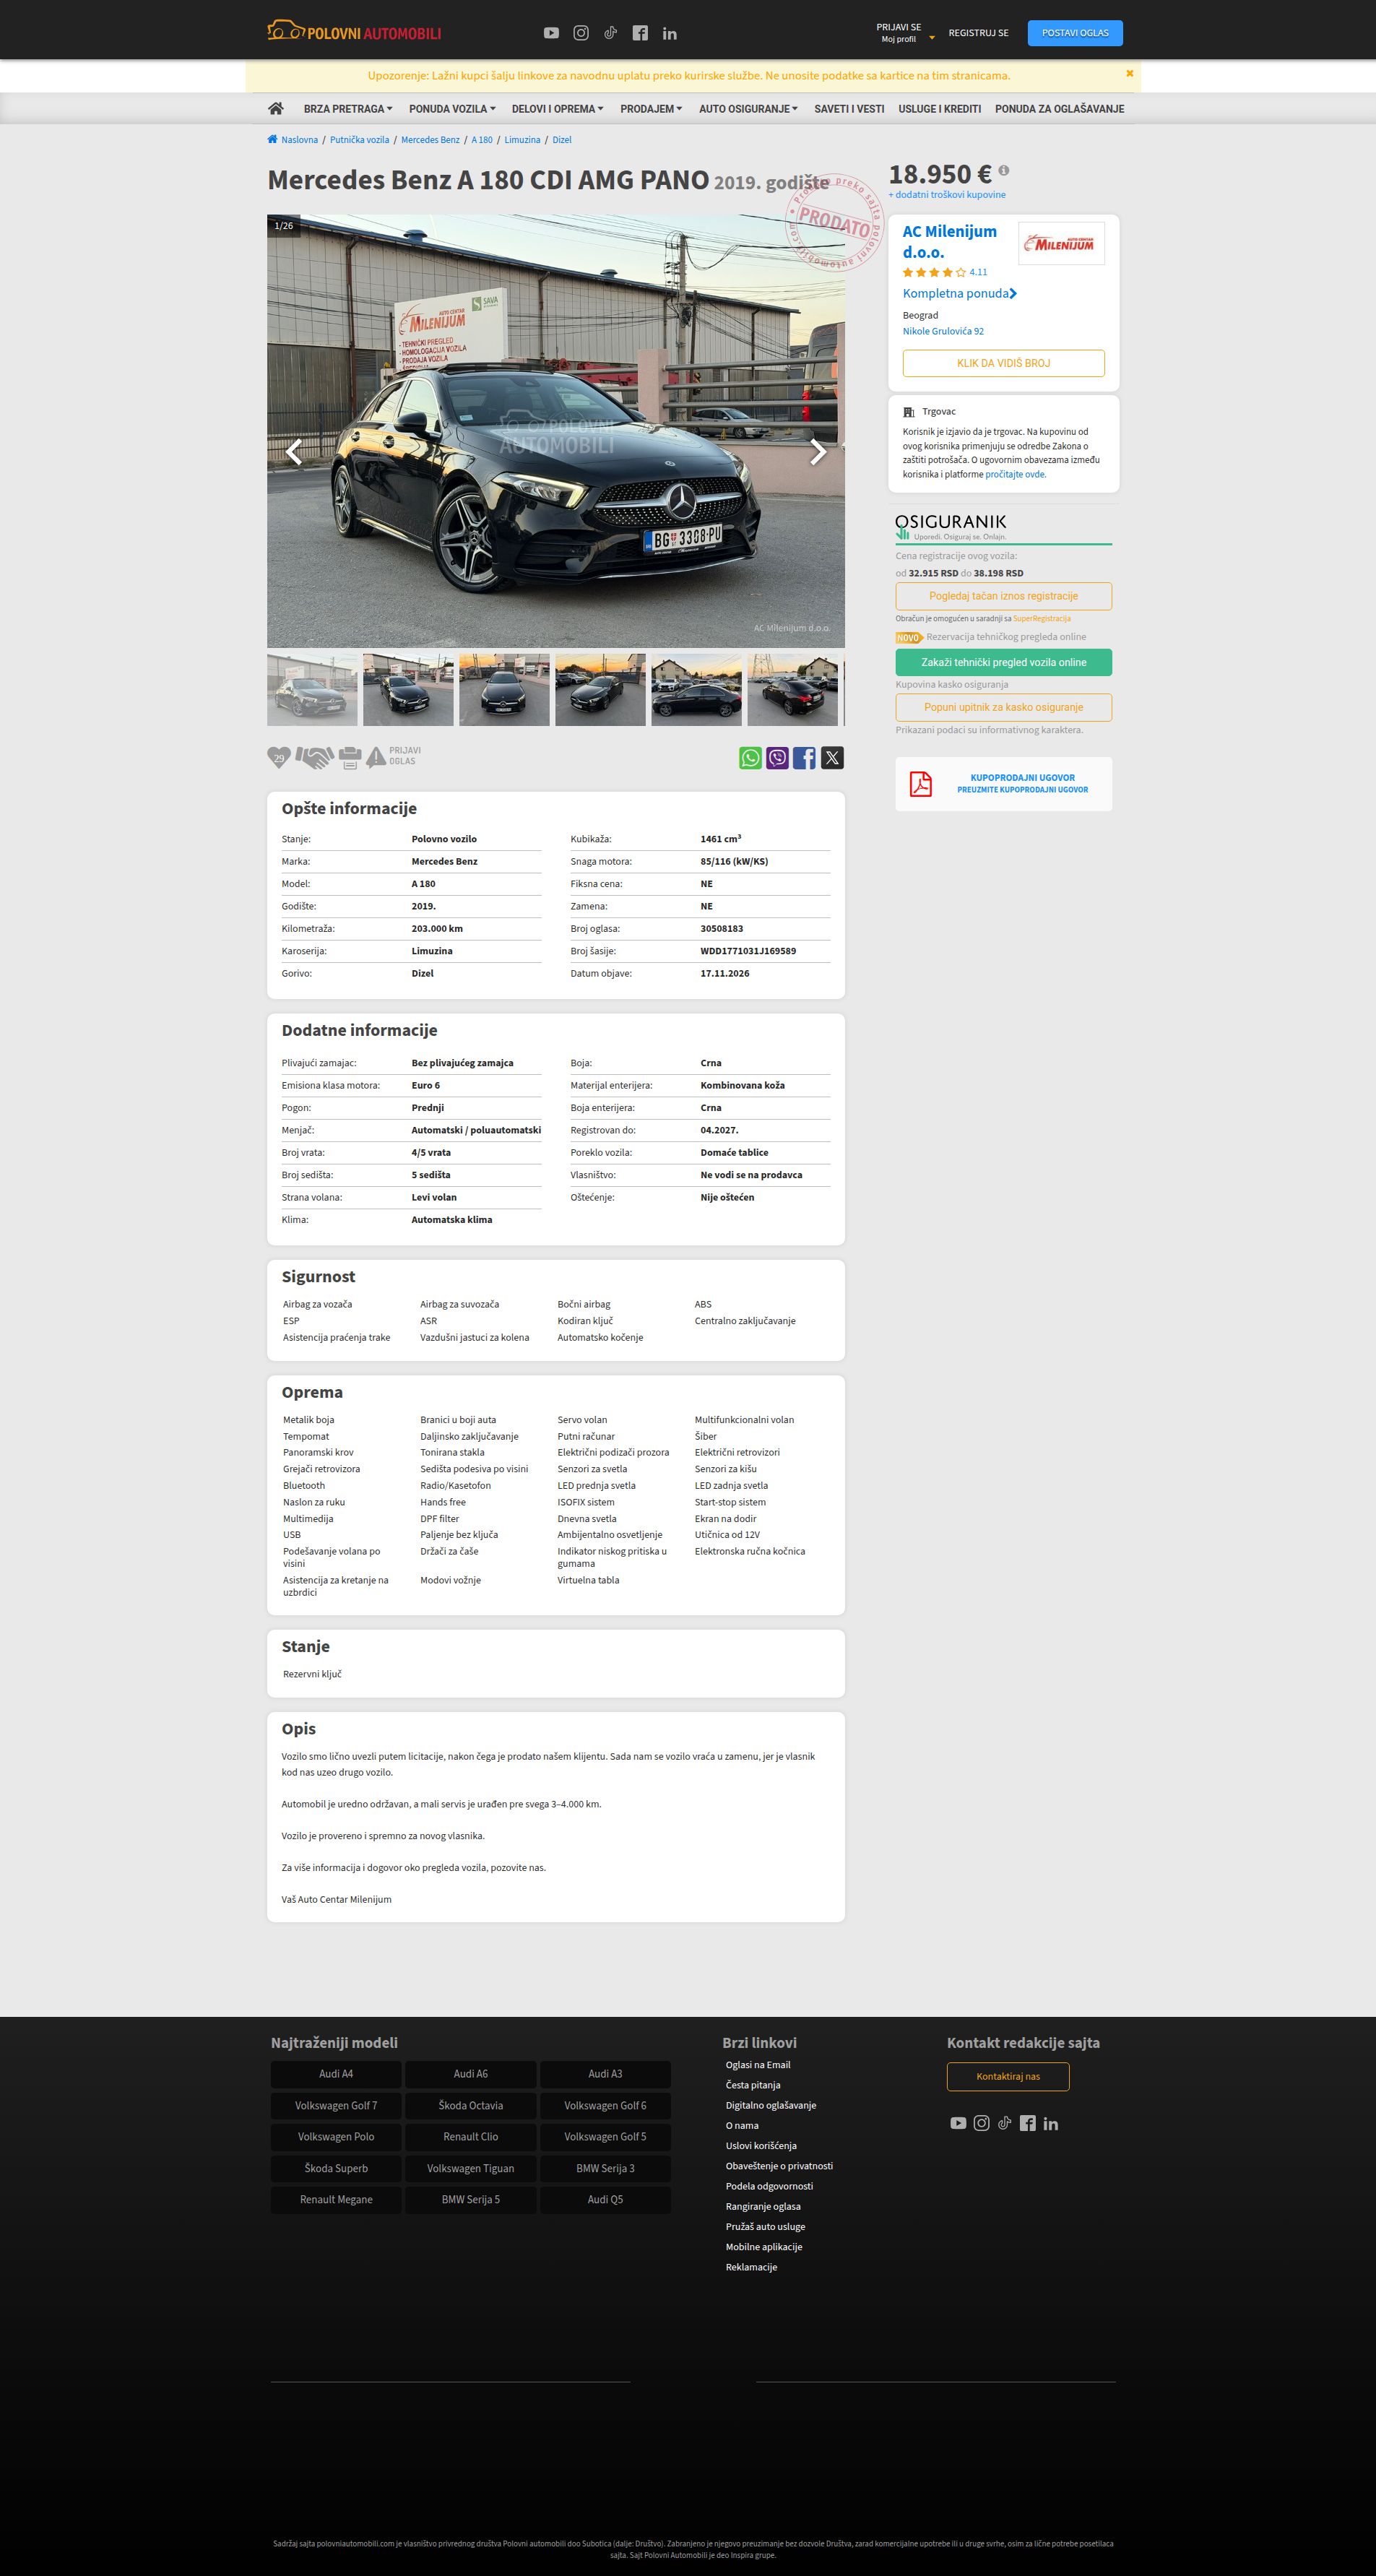 POLOVNI AUTOMOBILI
PRIJAVI SE
Moj profil
REGISTRUJ SE
POSTAVI OGLAS
Upozorenje: Lažni kupci šalju linkove za navodnu uplatu preko kurirske službe. Ne unosite podatke sa kartice na tim stranicama.
BRZA PRETRAGA PONUDA VOZILA DELOVI I OPREMA PRODAJEM AUTO OSIGURANJE SAVETI I VESTI USLUGE I KREDITI PONUDA ZA OGLAŠAVANJE
Naslovna / Putnička vozila / Mercedes Benz / A 180 / Limuzina / Dizel
Mercedes Benz A 180 CDI AMG PANO 2019. godište
Prodato preko sajta polovniautomobili.com
PRODATO
1/26
SAVA
AUTO CENTAR
MILENIJUM
- TEHNIČKI PREGLED
- HOMOLOGACIJA VOZILA
- PRODAJA VOZILA
POLOVNI
AUTOMOBILI
BG 3308-PU
AC Milenijum d.o.o.
29
PRIJAVI
OGLAS
18.950 €
+ dodatni troškovi kupovine
AC Milenijum
d.o.o.
AUTO CENTAR
MILENIJUM
4.11
Kompletna ponuda
Beograd
Nikole Grulovića 92
KLIK DA VIDIŠ BROJ
Trgovac
Korisnik je izjavio da je trgovac. Na kupovinu od
ovog korisnika primenjuju se odredbe Zakona o
zaštiti potrošača. O ugovornim obavezama između
korisnika i platforme pročitajte ovde.
OSIGURANIK
Uporedi. Osiguraj se. Onlajn.
Cena registracije ovog vozila:
od 32.915 RSD do 38.198 RSD
Pogledaj tačan iznos registracije
Obračun je omogućen u saradnji sa SuperRegistracija
NOVO Rezervacija tehničkog pregleda online
Zakaži tehnički pregled vozila online
Kupovina kasko osiguranja
Popuni upitnik za kasko osiguranje
Prikazani podaci su informativnog karaktera.
KUPOPRODAJNI UGOVOR
PREUZMITE KUPOPRODAJNI UGOVOR
Opšte informacije
Stanje: Polovno vozilo
Marka: Mercedes Benz
Model: A 180
Godište: 2019.
Kilometraža: 203.000 km
Karoserija: Limuzina
Gorivo: Dizel
Kubikaža: 1461 cm³
Snaga motora: 85/116 (kW/KS)
Fiksna cena: NE
Zamena: NE
Broj oglasa: 30508183
Broj šasije: WDD1771031J169589
Datum objave: 17.11.2026
Dodatne informacije
Plivajući zamajac: Bez plivajućeg zamajca
Emisiona klasa motora: Euro 6
Pogon: Prednji
Menjač: Automatski / poluautomatski
Broj vrata: 4/5 vrata
Broj sedišta: 5 sedišta
Strana volana: Levi volan
Klima: Automatska klima
Boja: Crna
Materijal enterijera: Kombinovana koža
Boja enterijera: Crna
Registrovan do: 04.2027.
Poreklo vozila: Domaće tablice
Vlasništvo: Ne vodi se na prodavca
Oštećenje: Nije oštećen
Sigurnost
Airbag za vozača Airbag za suvozača Bočni airbag ABS
ESP ASR Kodiran ključ Centralno zaključavanje
Asistencija praćenja trake Vazdušni jastuci za kolena Automatsko kočenje
Oprema
Metalik boja Branici u boji auta Servo volan Multifunkcionalni volan
Tempomat Daljinsko zaključavanje Putni računar Šiber
Panoramski krov Tonirana stakla Električni podizači prozora Električni retrovizori
Grejači retrovizora Sedišta podesiva po visini Senzori za svetla Senzori za kišu
Bluetooth Radio/Kasetofon LED prednja svetla LED zadnja svetla
Naslon za ruku Hands free ISOFIX sistem Start-stop sistem
Multimedija DPF filter Dnevna svetla Ekran na dodir
USB Paljenje bez ključa Ambijentalno osvetljenje Utičnica od 12V
Podešavanje volana po
visini
Držači za čaše
Indikator niskog pritiska u
gumama
Elektronska ručna kočnica
Asistencija za kretanje na
uzbrdici
Modovi vožnje
Virtuelna tabla
Stanje
Rezervni ključ
Opis
Vozilo smo lično uvezli putem licitacije, nakon čega je prodato našem klijentu. Sada nam se vozilo vraća u zamenu, jer je vlasnik
kod nas uzeo drugo vozilo.
Automobil je uredno održavan, a mali servis je urađen pre svega 3–4.000 km.
Vozilo je provereno i spremno za novog vlasnika.
Za više informacija i dogovor oko pregleda vozila, pozovite nas.
Vaš Auto Centar Milenijum
Najtraženiji modeli
Audi A4 Audi A6 Audi A3
Volkswagen Golf 7 Škoda Octavia Volkswagen Golf 6
Volkswagen Polo Renault Clio Volkswagen Golf 5
Škoda Superb Volkswagen Tiguan BMW Serija 3
Renault Megane BMW Serija 5 Audi Q5
Brzi linkovi
Oglasi na Email
Česta pitanja
Digitalno oglašavanje
O nama
Uslovi korišćenja
Obaveštenje o privatnosti
Podela odgovornosti
Rangiranje oglasa
Pružaš auto usluge
Mobilne aplikacije
Reklamacije
Kontakt redakcije sajta
Kontaktiraj nas
Sadržaj sajta polovniautomobili.com je vlasništvo privrednog društva Polovni automobili doo Subotica (dalje: Društvo). Zabranjeno je njegovo preuzimanje bez dozvole Društva, zarad komercijalne upotrebe ili u druge svrhe, osim za lične potrebe posetilaca
sajta. Sajt Polovni Automobili je deo Inspira grupe.